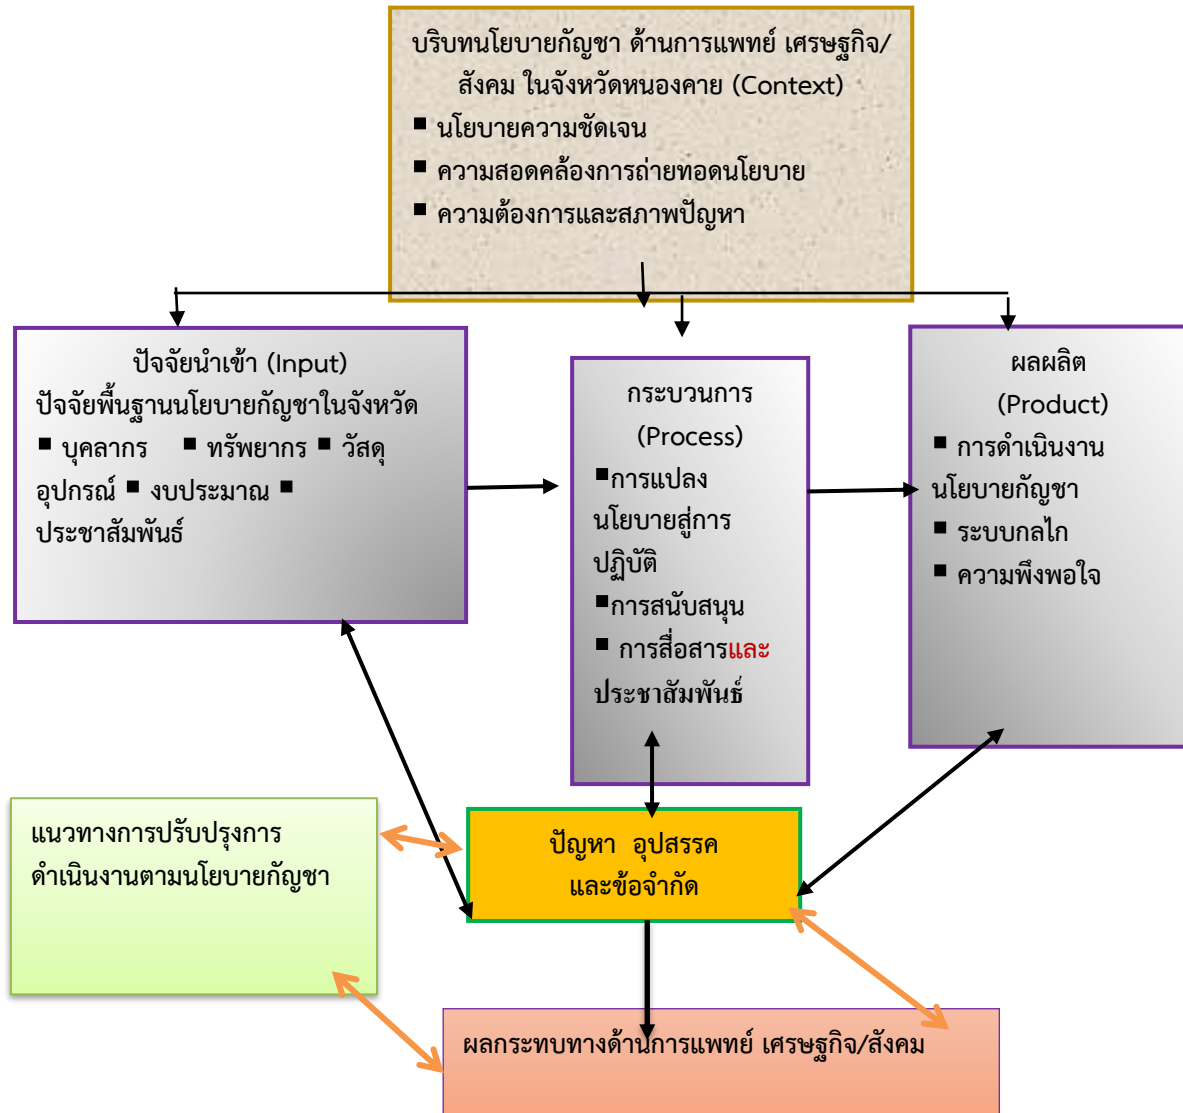 บริบทนโยบายกัญชา ด้านการแพทย์ เศรษฐกิจ/
สังคม ในจังหวัดหนองคาย (Context)
■ นโยบายความชัดเจน
■ ความสอดคล้องการถ่ายทอดนโยบาย
■ ความต้องการและสภาพปัญหา
ปัจจัยนำเข้า (Input)
ปัจจัยพื้นฐานนโยบายกัญชาในจังหวัด
■ บุคลากร ■ ทรัพยากร ■ วัสดุ
อุปกรณ์ ■ งบประมาณ ■
ประชาสัมพันธ์
กระบวนการ
(Process)
■การแปลง
นโยบายสู่การ
ปฏิบัติ
■การสนับสนุน
■ การสื่อสารและ
ประชาสัมพันธ์
ผลผลิต
(Product)
■ การดำเนินงาน
นโยบายกัญชา
■ ระบบกลไก
■ ความพึงพอใจ
แนวทางการปรับปรุงการ
ดำเนินงานตามนโยบายกัญชา
ปัญหา อุปสรรค
และข้อจำกัด
ผลกระทบทางด้านการแพทย์ เศรษฐกิจ/สังคม